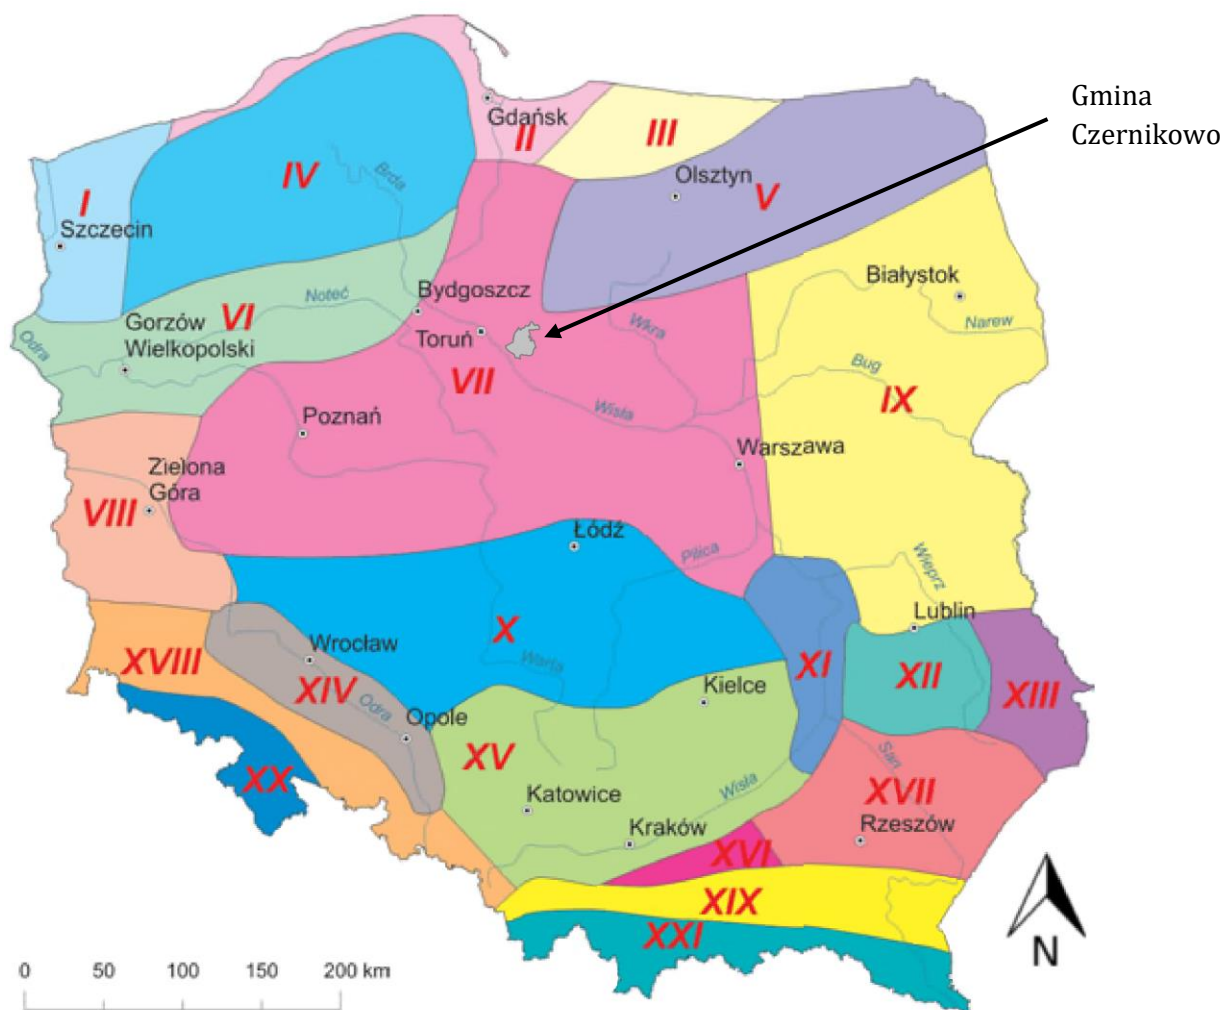 Gmina
Czernikowo
Gdańsk
II
III
IV
Brda
Olsztyn
V
I
Szczecin
Białystok
Bydgoszcz
Noteć
Gorzów
Wielkopolski
VI
Odra
Toruń
Wkra
Narew
VII
Bug
IX
Wisła
Poznań
Warszawa
Zielona
Góra
VIII
Łódź
Pilica
Wieprz
Lublin
X
Wrocław
Warta
XVIII
XI
XII
XIII
XIV
Odra
Kielce
Opole
XV
San
XX
Wisła
Katowice
XVII
Kraków
Rzeszów
XVI
XIX
XXI
N
0 50 100 150 200 km